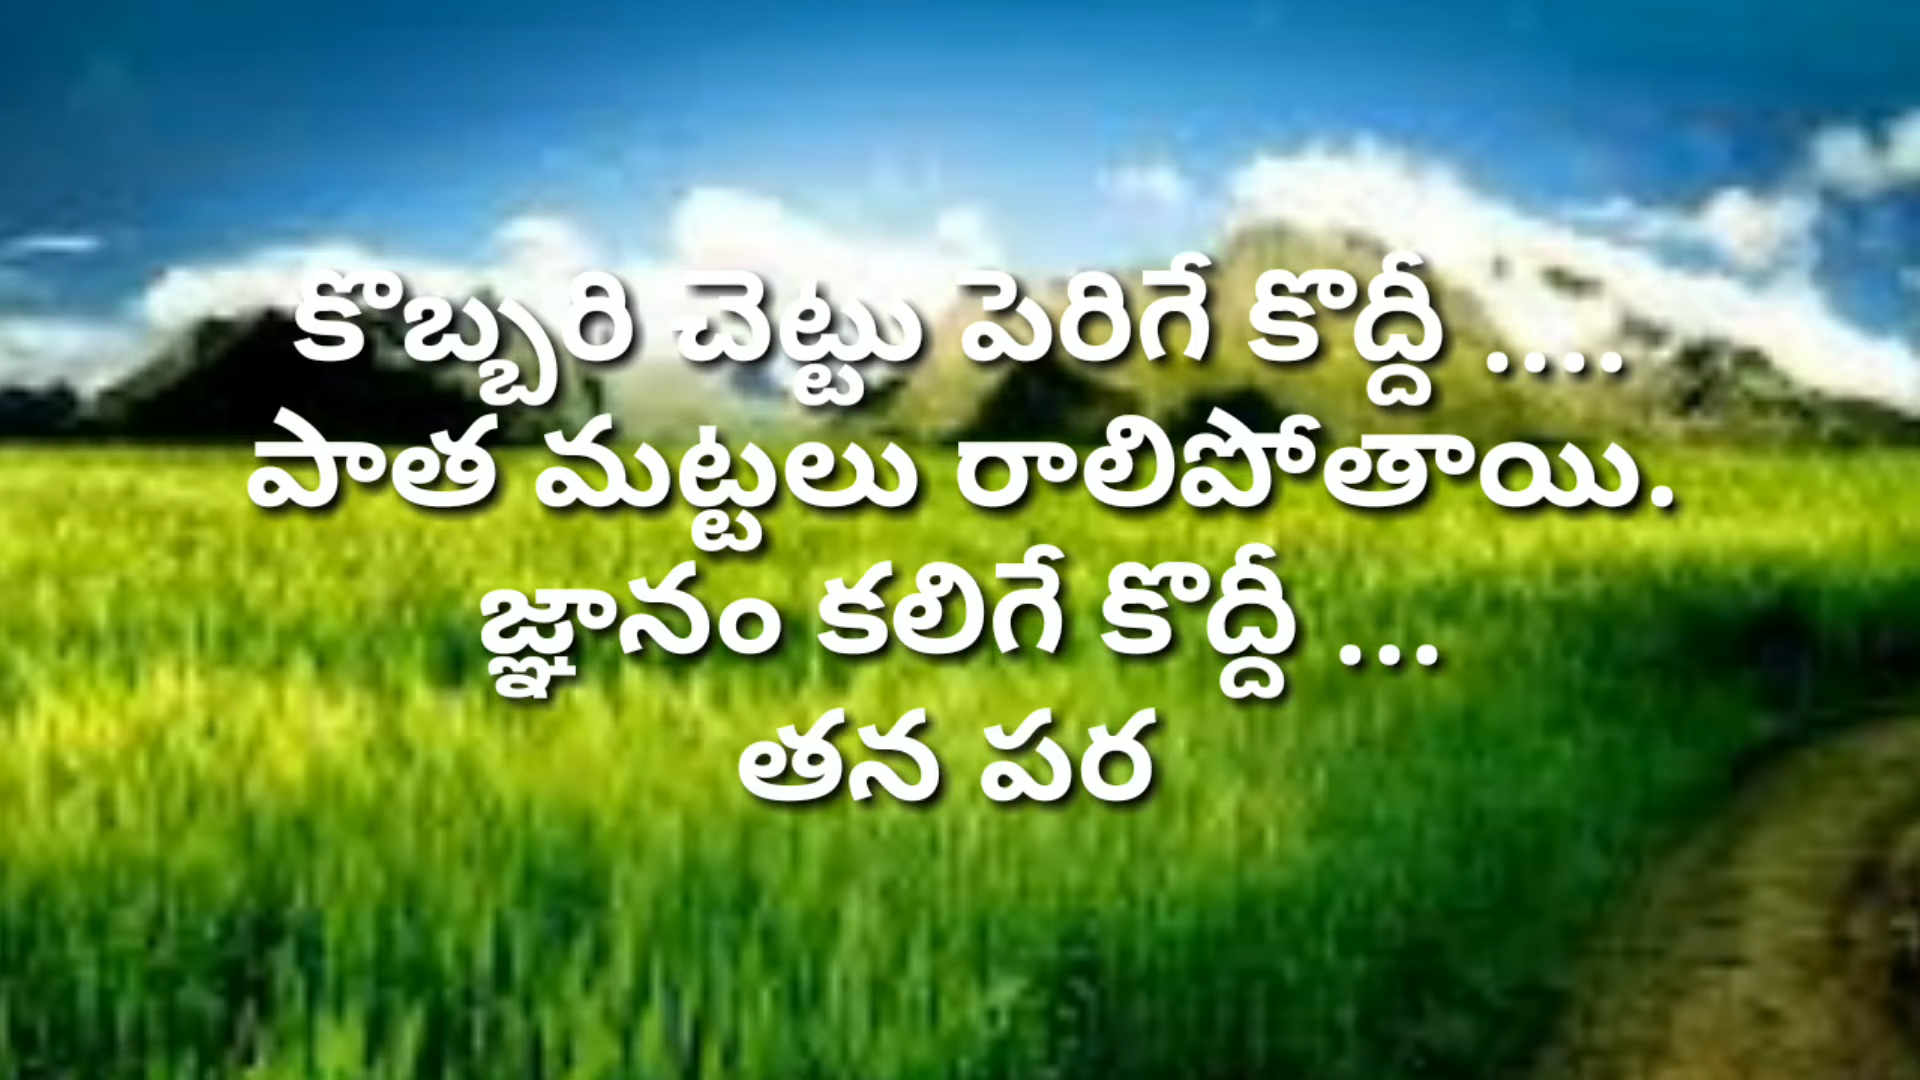 కొబ్బరి చెట్టు పెరిగే కొద్దీ ....
పాత మట్టలు రాలిపోతాయి.
జ్ఞానం కలిగే కొద్దీ ...
తన పర